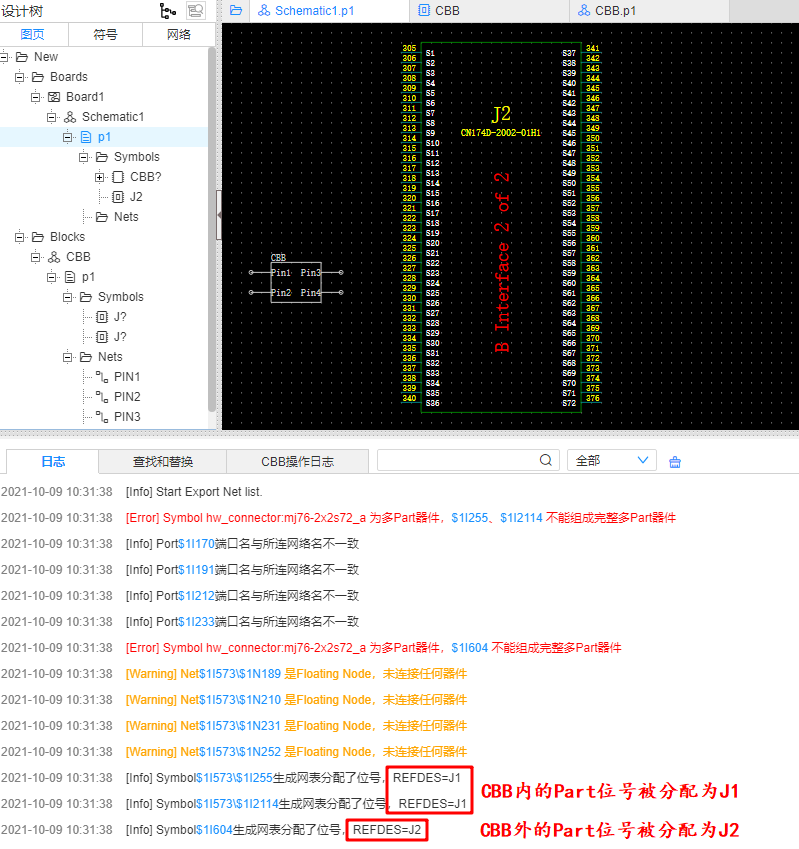 设计树
Schematic1.p1
CBB
CBB.p1
图页
符号
网络
New
Boards
Board1
Schematic1
p1
Symbols
CBB?
J2
Nets
Blocks
CBB
p1
Symbols
J?
J?
Nets
PIN1
PIN2
PIN3
CBB
Pin1 Pin3
Pin2 Pin4
J2
CN174D-2002-01H1
B Interface 2 of 2
305 S1 S37 341
306 S2 S38 342
307 S3 S39 343
308 S4 S40 344
309 S5 S41 345
310 S6 S42 346
311 S7 S43 347
312 S8 S44 348
313 S9 S45 349
314 S10 S46 350
315 S11 S47 351
316 S12 S48 352
317 S13 S49 353
318 S14 S50 354
319 S15 S51 355
320 S16 S52 356
321 S17 S53 357
322 S18 S54 358
323 S19 S55 359
324 S20 S56 360
325 S21 S57 361
326 S22 S58 362
327 S23 S59 363
328 S24 S60 364
329 S25 S61 365
330 S26 S62 366
331 S27 S63 367
332 S28 S64 368
333 S29 S65 369
334 S30 S66 370
335 S31 S67 371
336 S32 S68 372
337 S33 S69 373
338 S34 S70 374
339 S35 S71 375
340 S36 S72 376
日志
查找和替换
CBB操作日志
全部
2021-10-09 10:31:38 [Info] Start Export Net list.
2021-10-09 10:31:38 [Error] Symbol hw_connector:mj76-2x2s72_a 为多Part器件，$1I255、$1I2114 不能组成完整多Part器件
2021-10-09 10:31:38 [Info] Port$1I170端口名与所连网络名不一致
2021-10-09 10:31:38 [Info] Port$1I191端口名与所连网络名不一致
2021-10-09 10:31:38 [Info] Port$1I212端口名与所连网络名不一致
2021-10-09 10:31:38 [Info] Port$1I233端口名与所连网络名不一致
2021-10-09 10:31:38 [Error] Symbol hw_connector:mj76-2x2s72_a 为多Part器件，$1I604 不能组成完整多Part器件
2021-10-09 10:31:38 [Warning] Net$1I573\$1N189 是Floating Node，未连接任何器件
2021-10-09 10:31:38 [Warning] Net$1I573\$1N210 是Floating Node，未连接任何器件
2021-10-09 10:31:38 [Warning] Net$1I573\$1N231 是Floating Node，未连接任何器件
2021-10-09 10:31:38 [Warning] Net$1I573\$1N252 是Floating Node，未连接任何器件
2021-10-09 10:31:38 [Info] Symbol$1I573\$1I255生成网表分配了位号，REFDES=J1
2021-10-09 10:31:38 [Info] Symbol$1I573\$1I2114生成网表分配了位号，REFDES=J1
CBB内的Part位号被分配为J1
2021-10-09 10:31:38 [Info] Symbol$1I604生成网表分配了位号，REFDES=J2
CBB外的Part位号被分配为J2